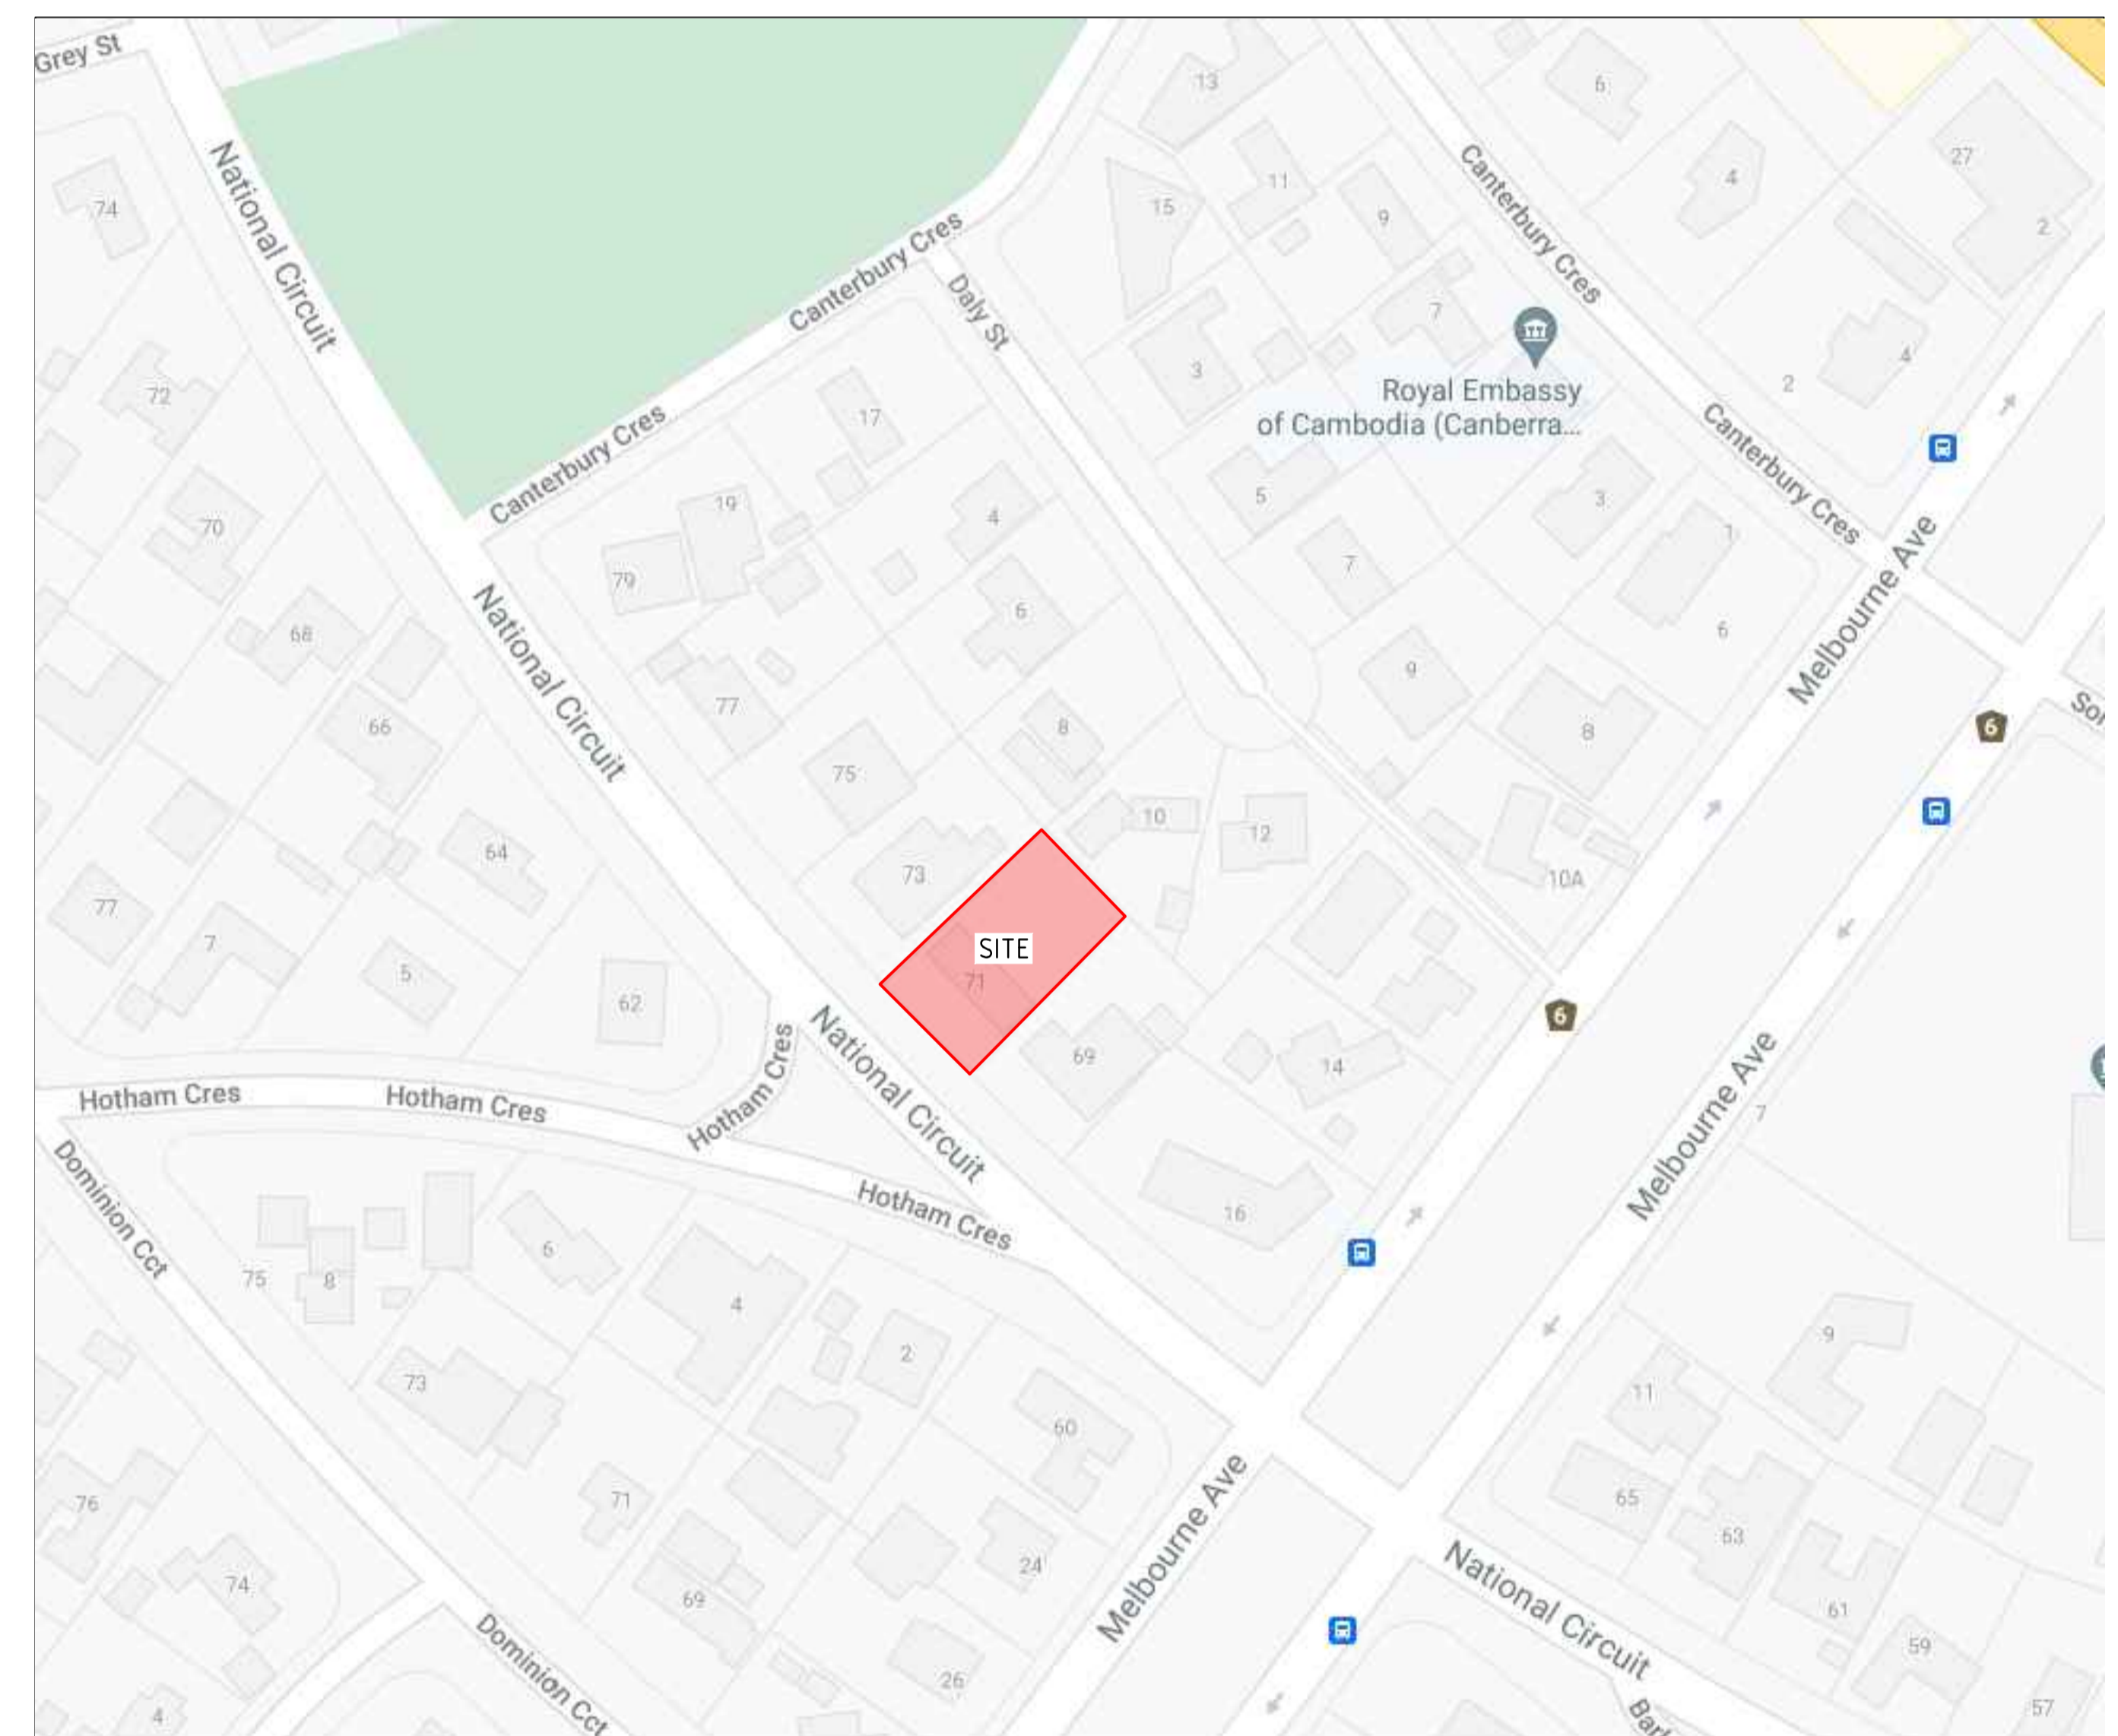 Grey St
13
6
27
National Circuit
11
4
Canterbury Cres
74
15
9
2
Canterbury Cres
Daly St
7
4
3
Royal Embassy
of Cambodia (Canberra...
2
72
17
Canterbury Cres
Canterbury Cres
5
3
1
19
4
70
Melbourne Ave
7
79
6
6
68
National Circuit
9
77
66
8
8
6
75
10
12
64
73
10A
77
7
SITE
5
71
62
6
National Circuit
69
14
Hotham Cres
Hotham Cres
Hotham Cres
Melbourne Ave
7
Dominion Cct
Hotham Cres
16
75
8
6
4
2
9
73
11
60
71
65
76
Melbourne Ave
63
24
74
69
National Circuit
61
59
Dominion Cct
26
4
57